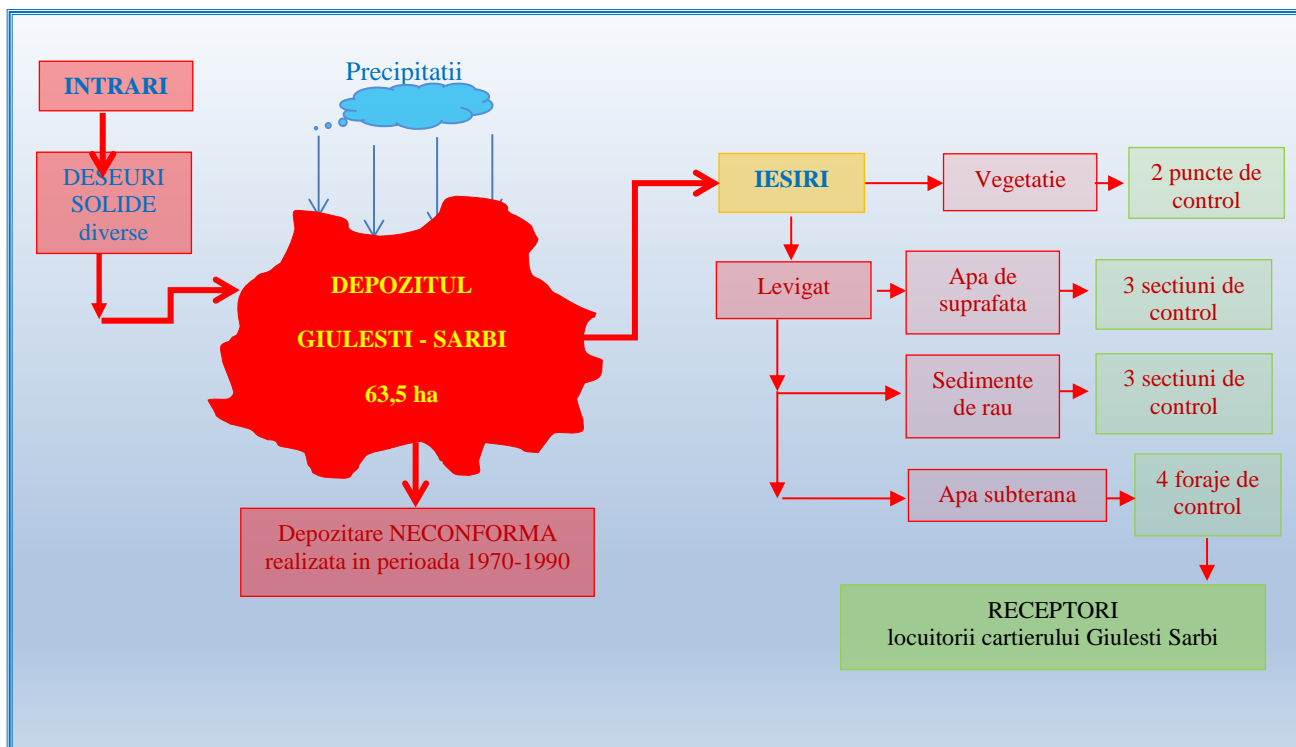 INTRARI
DESEURI
SOLIDE
diverse
Precipitatii
DEPOZITUL
GIULESTI - SARBI
63,5 ha
Depozitare NECONFORMA
realizata in perioada 1970-1990
IESIRI
Vegetatie
2 puncte de
control
Levigat
Apa de
suprafata
3 sectiuni de
control
Sedimente
de rau
3 sectiuni de
control
Apa subterana
4 foraje de
control
RECEPTORI
locuitorii cartierului Giulesti Sarbi